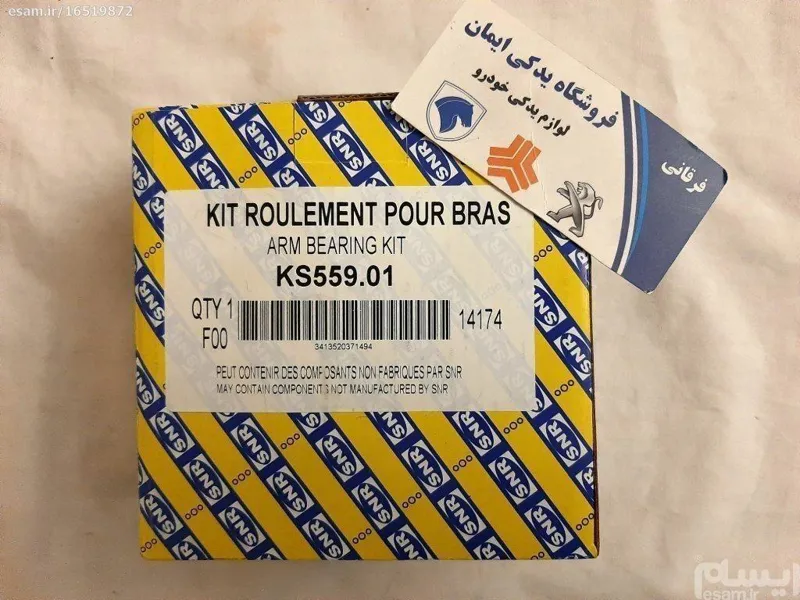 esam.ir/16519872
فروشگاه یدکی ایمان
لوازم یدکی خودرو
فرقانی
SNR
KIT ROULEMENT POUR BRAS
ARM BEARING KIT
KS559.01
QTY 1
F00
14174
3413520371494
PEUT CONTENIR DES COMPOSANTS NON FABRIQUES PAR SNR
MAY CONTAIN COMPONENTS NOT MANUFACTURED BY SNR
ایسام
esam.ir